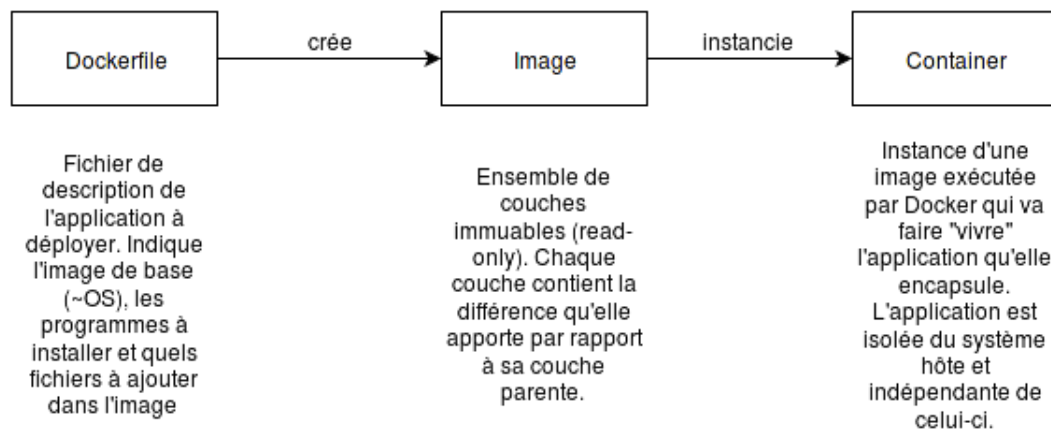 Dockerfile
crée
Image
instancie
Container
Fichier de
description de
l'application à
déployer. Indique
l'image de base
(~OS), les
programmes à
installer et quels
fichiers à ajouter
dans l'image
Ensemble de
couches
immuables (read-
only). Chaque
couche contient la
différence qu'elle
apporte par rapport
à sa couche
parente.
Instance d'une
image exécutée
par Docker qui va
faire "vivre"
l'application qu'elle
encapsule.
L'application est
isolée du système
hôte et
indépendante de
celui-ci.